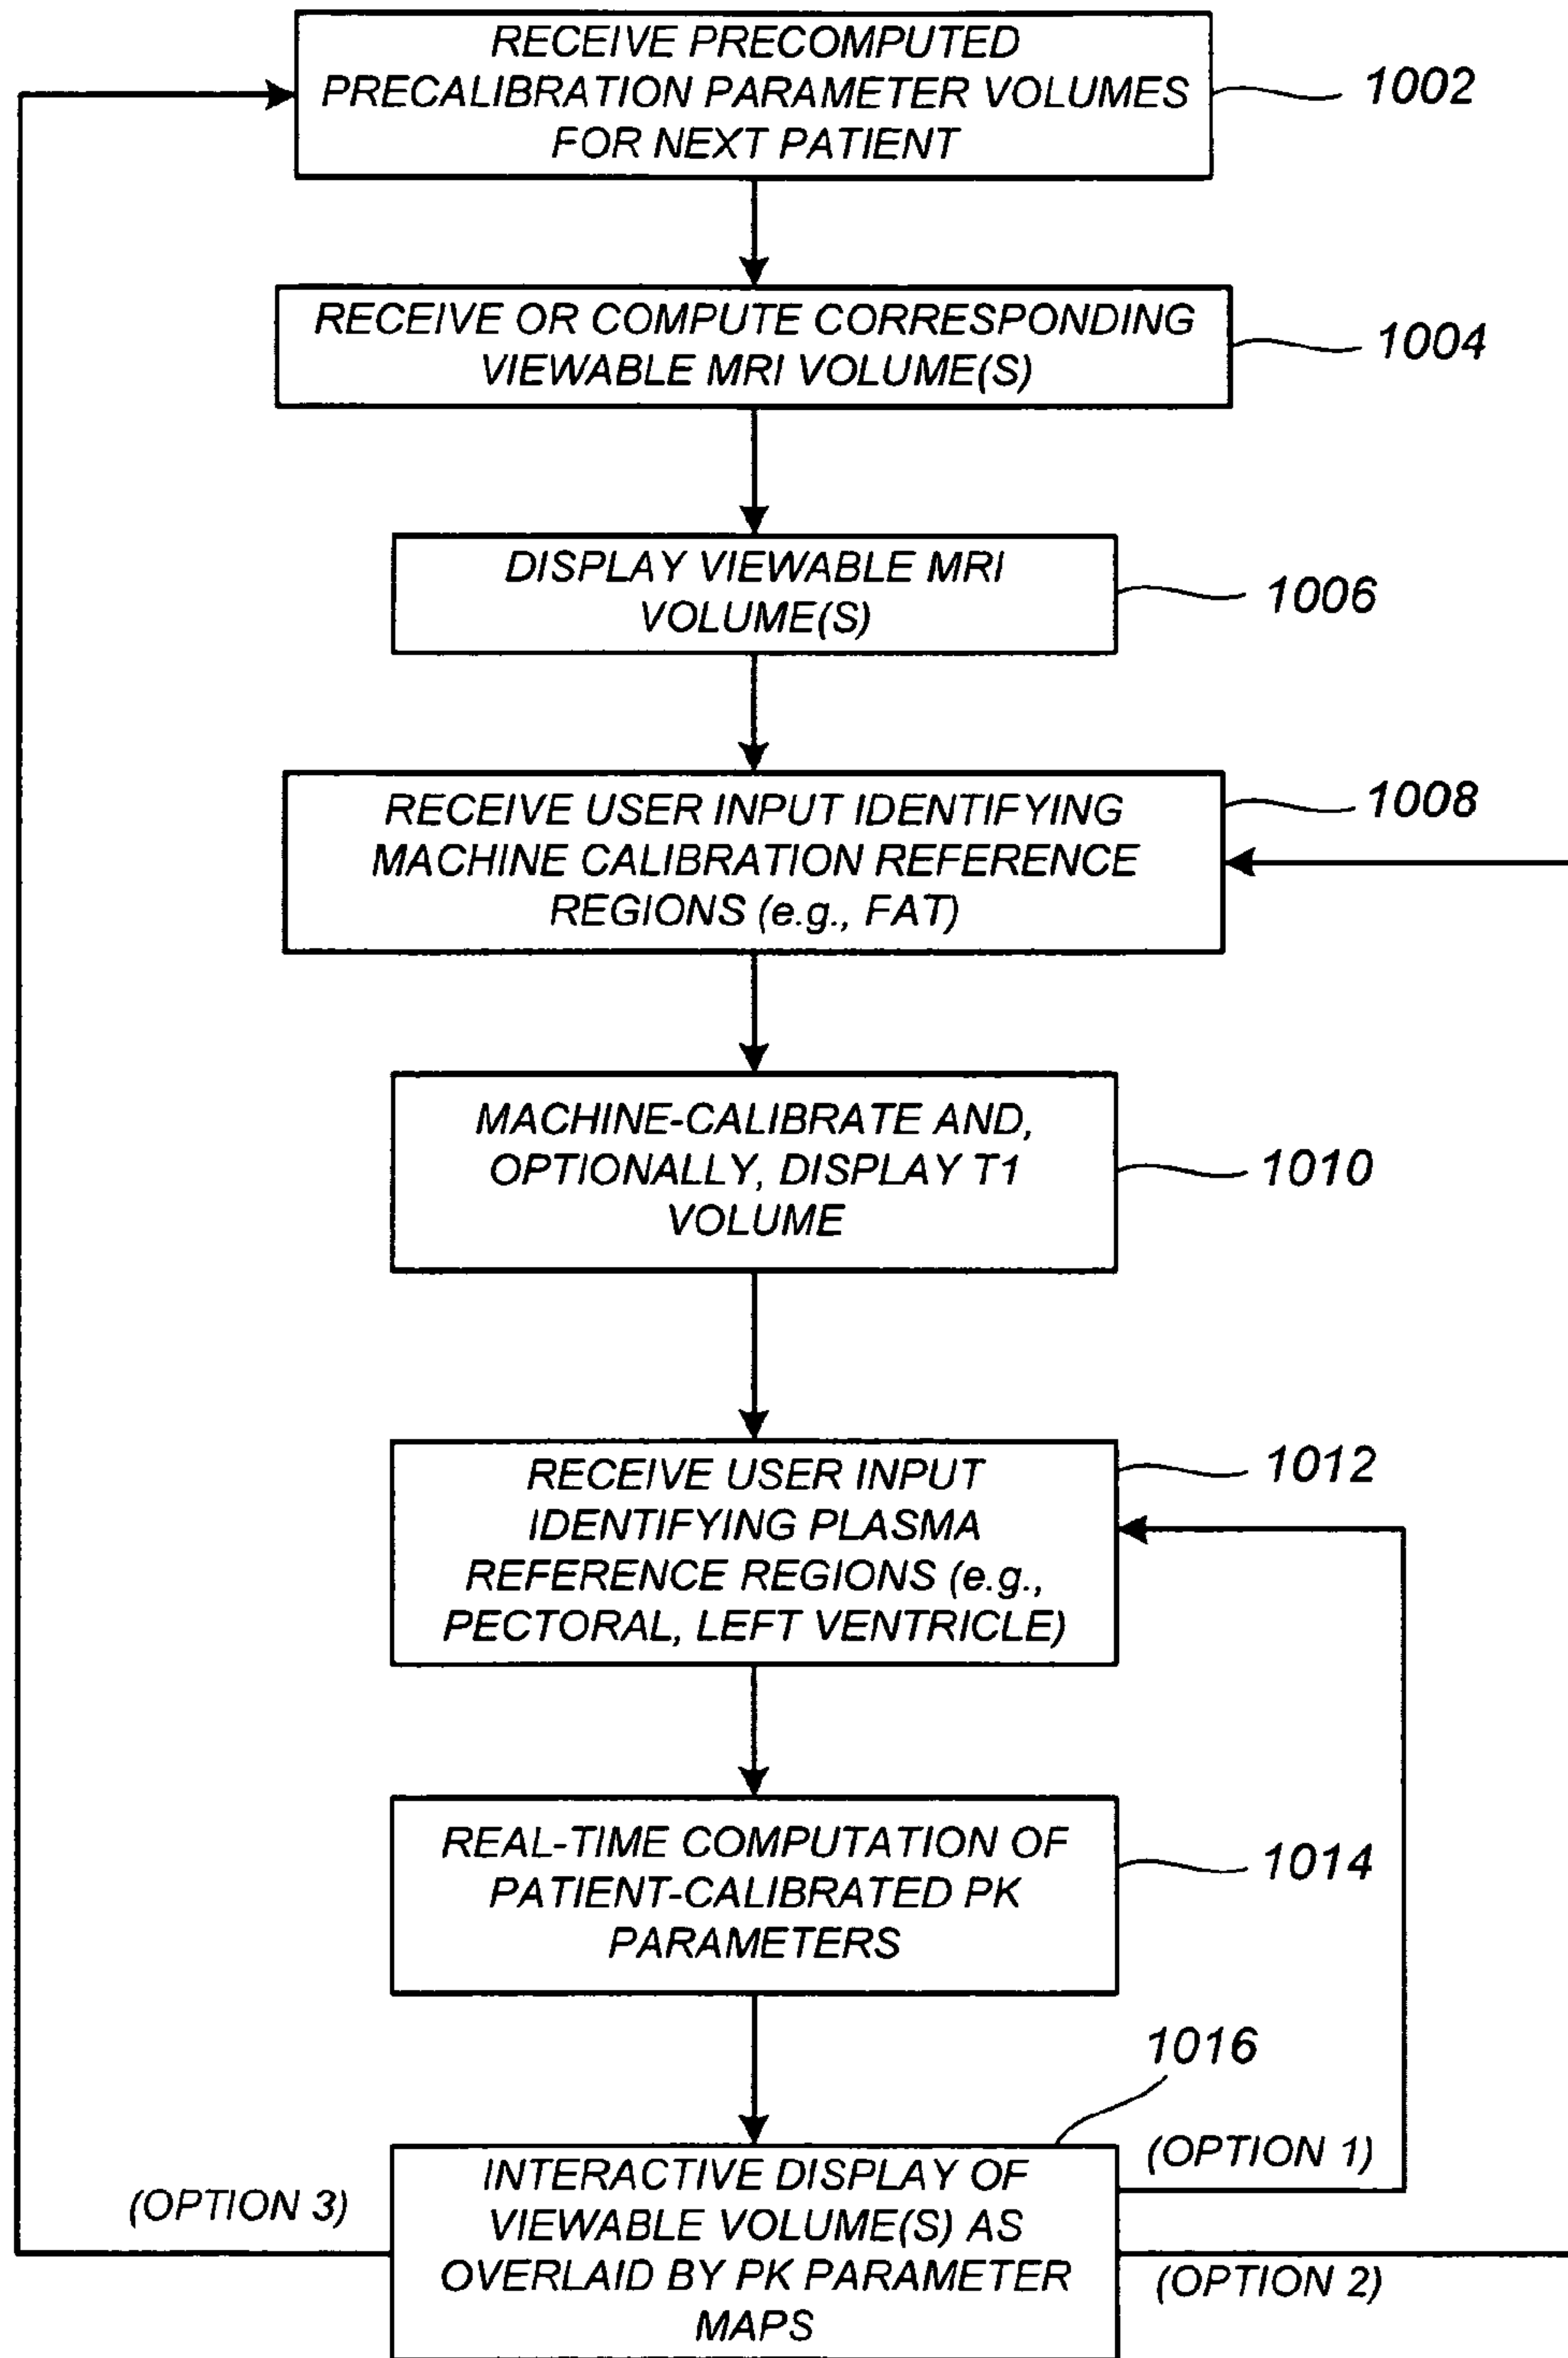 RECEIVE PRECOMPUTED
PRECALIBRATION PARAMETER VOLUMES
FOR NEXT PATIENT
1002
RECEIVE OR COMPUTE CORRESPONDING
VIEWABLE MRI VOLUME(S)
1004
DISPLAY VIEWABLE MRI
VOLUME(S)
1006
RECEIVE USER INPUT IDENTIFYING
MACHINE CALIBRATION REFERENCE
REGIONS (e.g., FAT)
1008
MACHINE-CALIBRATE AND,
OPTIONALLY, DISPLAY T1
VOLUME
1010
RECEIVE USER INPUT
IDENTIFYING PLASMA
REFERENCE REGIONS (e.g.,
PECTORAL, LEFT VENTRICLE)
1012
REAL-TIME COMPUTATION OF
PATIENT-CALIBRATED PK
PARAMETERS
1014
1016
INTERACTIVE DISPLAY OF
VIEWABLE VOLUME(S) AS
OVERLAID BY PK PARAMETER
MAPS
(OPTION 1)
(OPTION 2)
(OPTION 3)